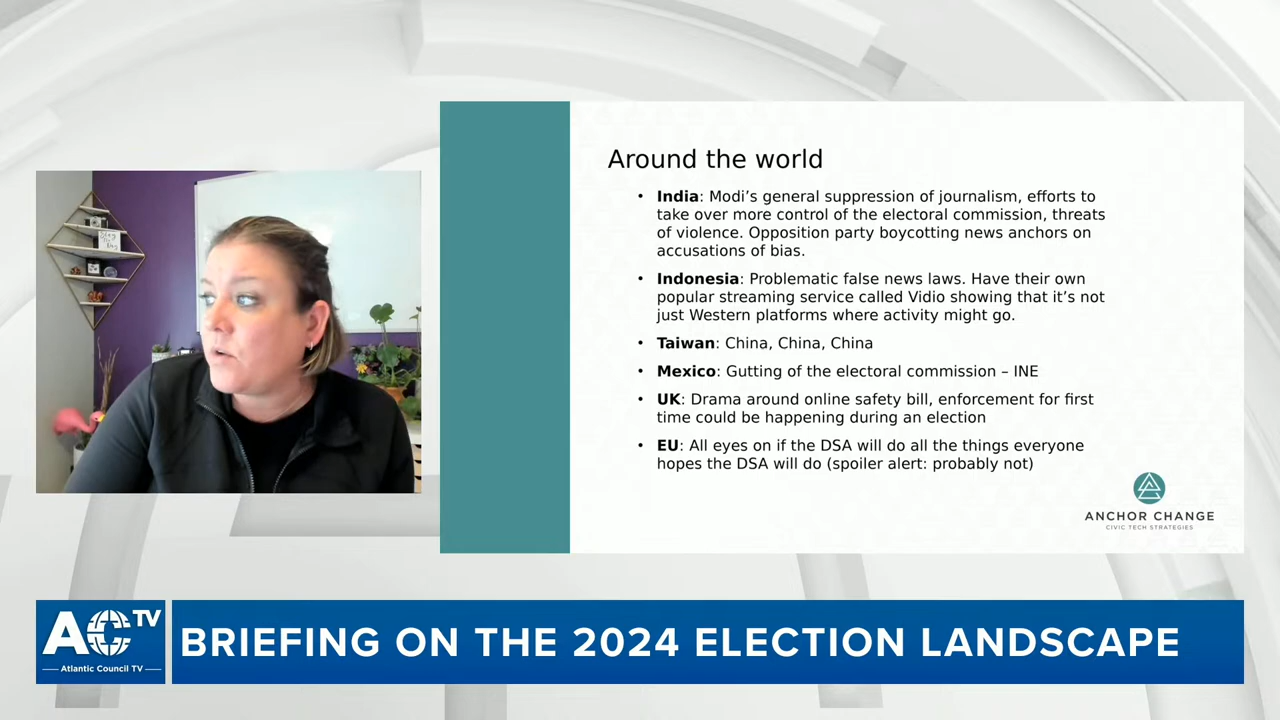 Around the world
• India: Modi’s general suppression of journalism, efforts to
take over more control of the electoral commission, threats
of violence. Opposition party boycotting news anchors on
accusations of bias.
• Indonesia: Problematic false news laws. Have their own
popular streaming service called Vidio showing that it’s not
just Western platforms where activity might go.
• Taiwan: China, China, China
• Mexico: Gutting of the electoral commission – INE
• UK: Drama around online safety bill, enforcement for first
time could be happening during an election
• EU: All eyes on if the DSA will do all the things everyone
hopes the DSA will do (spoiler alert: probably not)
ANCHOR CHANGE
CIVIC TECH STRATEGIES
AC TV
Atlantic Council TV
BRIEFING ON THE 2024 ELECTION LANDSCAPE